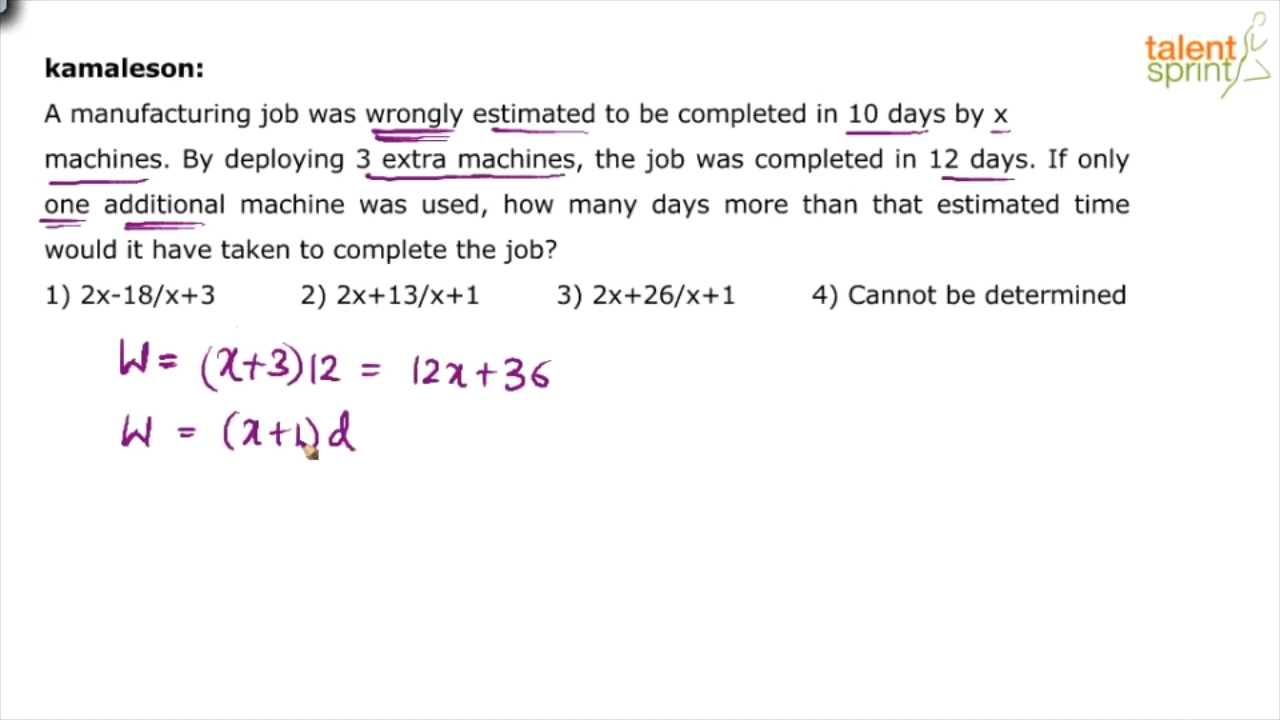 talent
sprint
kamaleson:
A manufacturing job was wrongly estimated to be completed in 10 days by x
machines. By deploying 3 extra machines, the job was completed in 12 days. If only
one additional machine was used, how many days more than that estimated time
would it have taken to complete the job?
1) 2x-18/x+3 2) 2x+13/x+1 3) 2x+26/x+1 4) Cannot be determined
W = (x+3)12 = 12x+36
W = (x+1)d